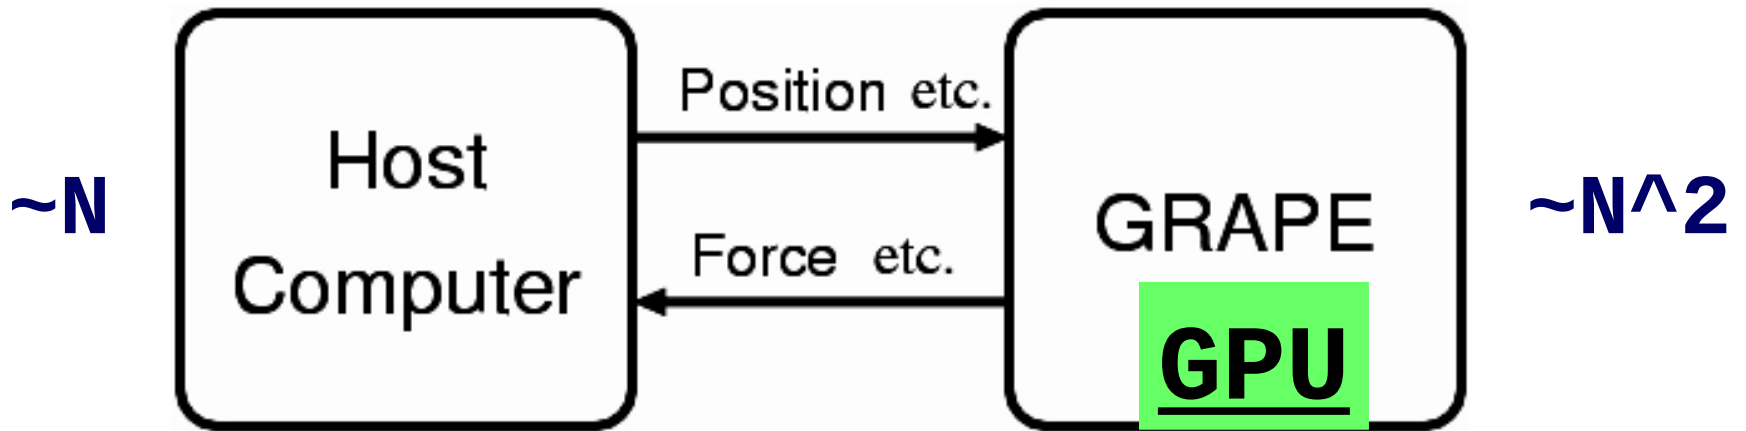 ~N
Host
Computer
Position etc.
Force etc.
GRAPE
GPU
~N^2